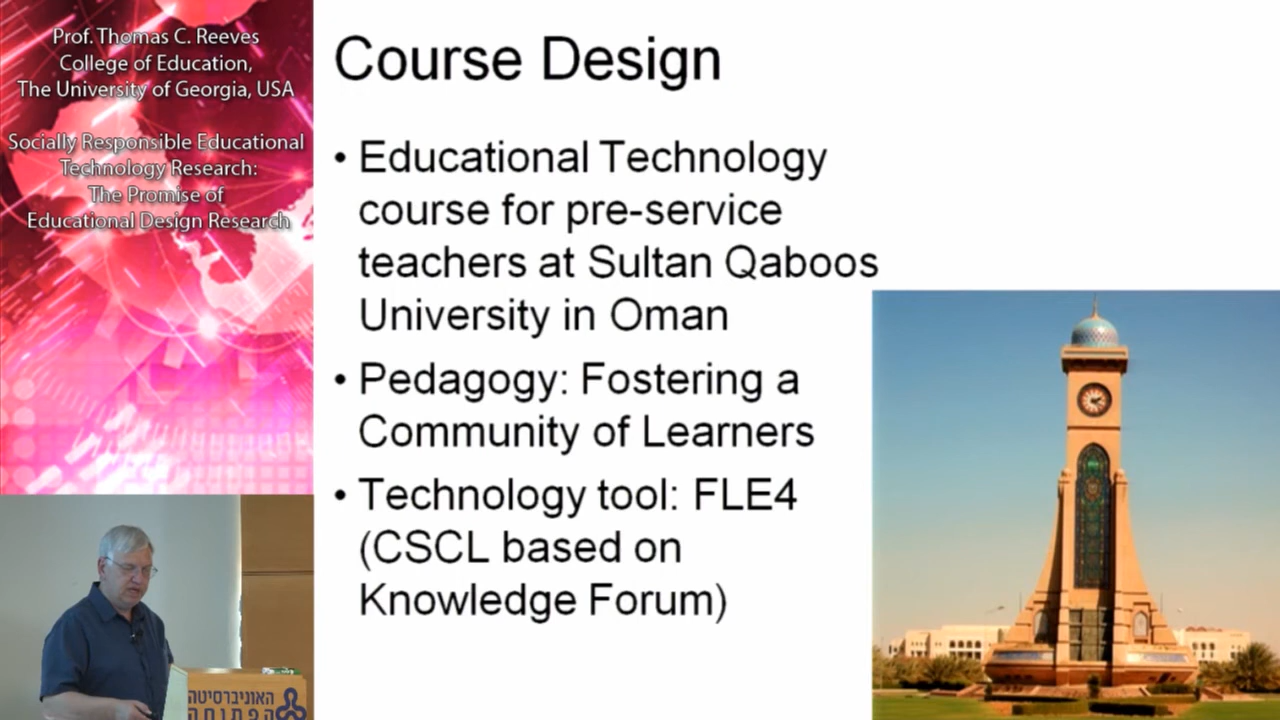 Prof. Thomas C. Reeves
College of Education,
The University of Georgia, USA
Socially Responsible Educational
Technology Research:
The Promise of
Educational Design Research
Course Design
• Educational Technology
course for pre-service
teachers at Sultan Qaboos
University in Oman
• Pedagogy: Fostering a
Community of Learners
• Technology tool: FLE4
(CSCL based on
Knowledge Forum)
האוניברסיטה
הפתוחה